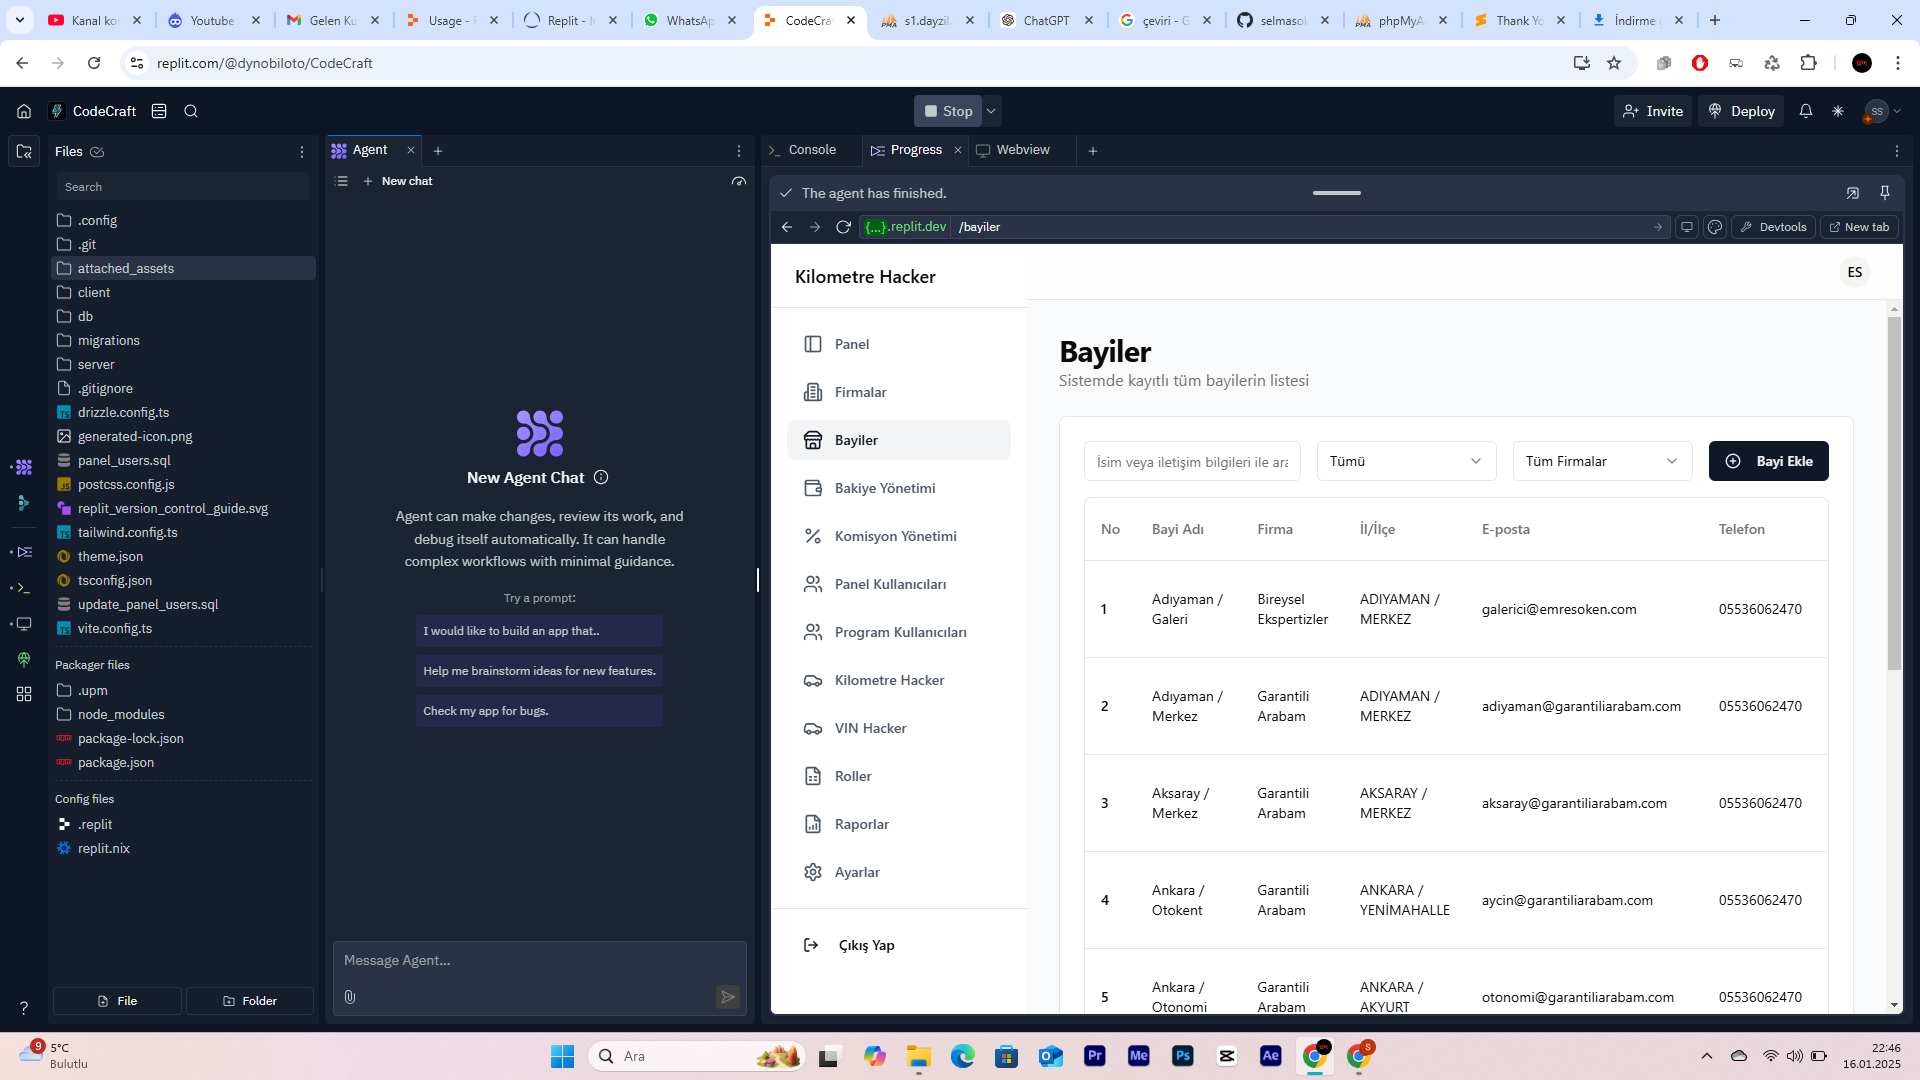 Kanal ko
Youtube
Gelen Ku
Usage - 
Replit - I
WhatsAp
CodeCra
s1.dayzil
ChatGPT
çeviri - G
selmasok
phpMyA
Thank Yo
İndirme
replit.com/@dynobiloto/CodeCraft
CodeCraft
Stop
Invite
Deploy
SS
Files
Search
.config
.git
attached_assets
client
db
migrations
server
.gitignore
drizzle.config.ts
generated-icon.png
panel_users.sql
postcss.config.js
replit_version_control_guide.svg
tailwind.config.ts
theme.json
tsconfig.json
update_panel_users.sql
vite.config.ts
Packager files
.upm
node_modules
package-lock.json
package.json
Config files
.replit
replit.nix
File
Folder
Agent
New chat
New Agent Chat
Agent can make changes, review its work, and
debug itself automatically. It can handle
complex workflows with minimal guidance.
Try a prompt:
I would like to build an app that..
Help me brainstorm ideas for new features.
Check my app for bugs.
Message Agent...
Console
Progress
Webview
The agent has finished.
{...}.replit.dev
/bayiler
Devtools
New tab
Kilometre Hacker
Panel
Firmalar
Bayiler
Bakiye Yönetimi
Komisyon Yönetimi
Panel Kullanıcıları
Program Kullanıcıları
Kilometre Hacker
VIN Hacker
Roller
Raporlar
Ayarlar
Çıkış Yap
ES
Bayiler
Sistemde kayıtlı tüm bayilerin listesi
İsim veya iletişim bilgileri ile ara
Tümü
Tüm Firmalar
Bayi Ekle
No Bayi Adı Firma İl/İlçe E-posta Telefon
1 Adıyaman / Galeri Bireysel Ekspertizler ADIYAMAN / MERKEZ galerici@emresoken.com 05536062470
2 Adıyaman / Merkez Garantili Arabam ADIYAMAN / MERKEZ adiyaman@garantiliarabam.com 05536062470
3 Aksaray / Merkez Garantili Arabam AKSARAY / MERKEZ aksaray@garantiliarabam.com 05536062470
4 Ankara / Otokent Garantili Arabam ANKARA / YENİMAHALLE aycin@garantiliarabam.com 05536062470
5 Ankara / Otonomi Garantili Arabam ANKARA / AKYURT otonomi@garantiliarabam.com 05536062470
9
5°C
Bulutlu
Ara
Pr
Me
Ps
Ae
S
22:46
16.01.2025